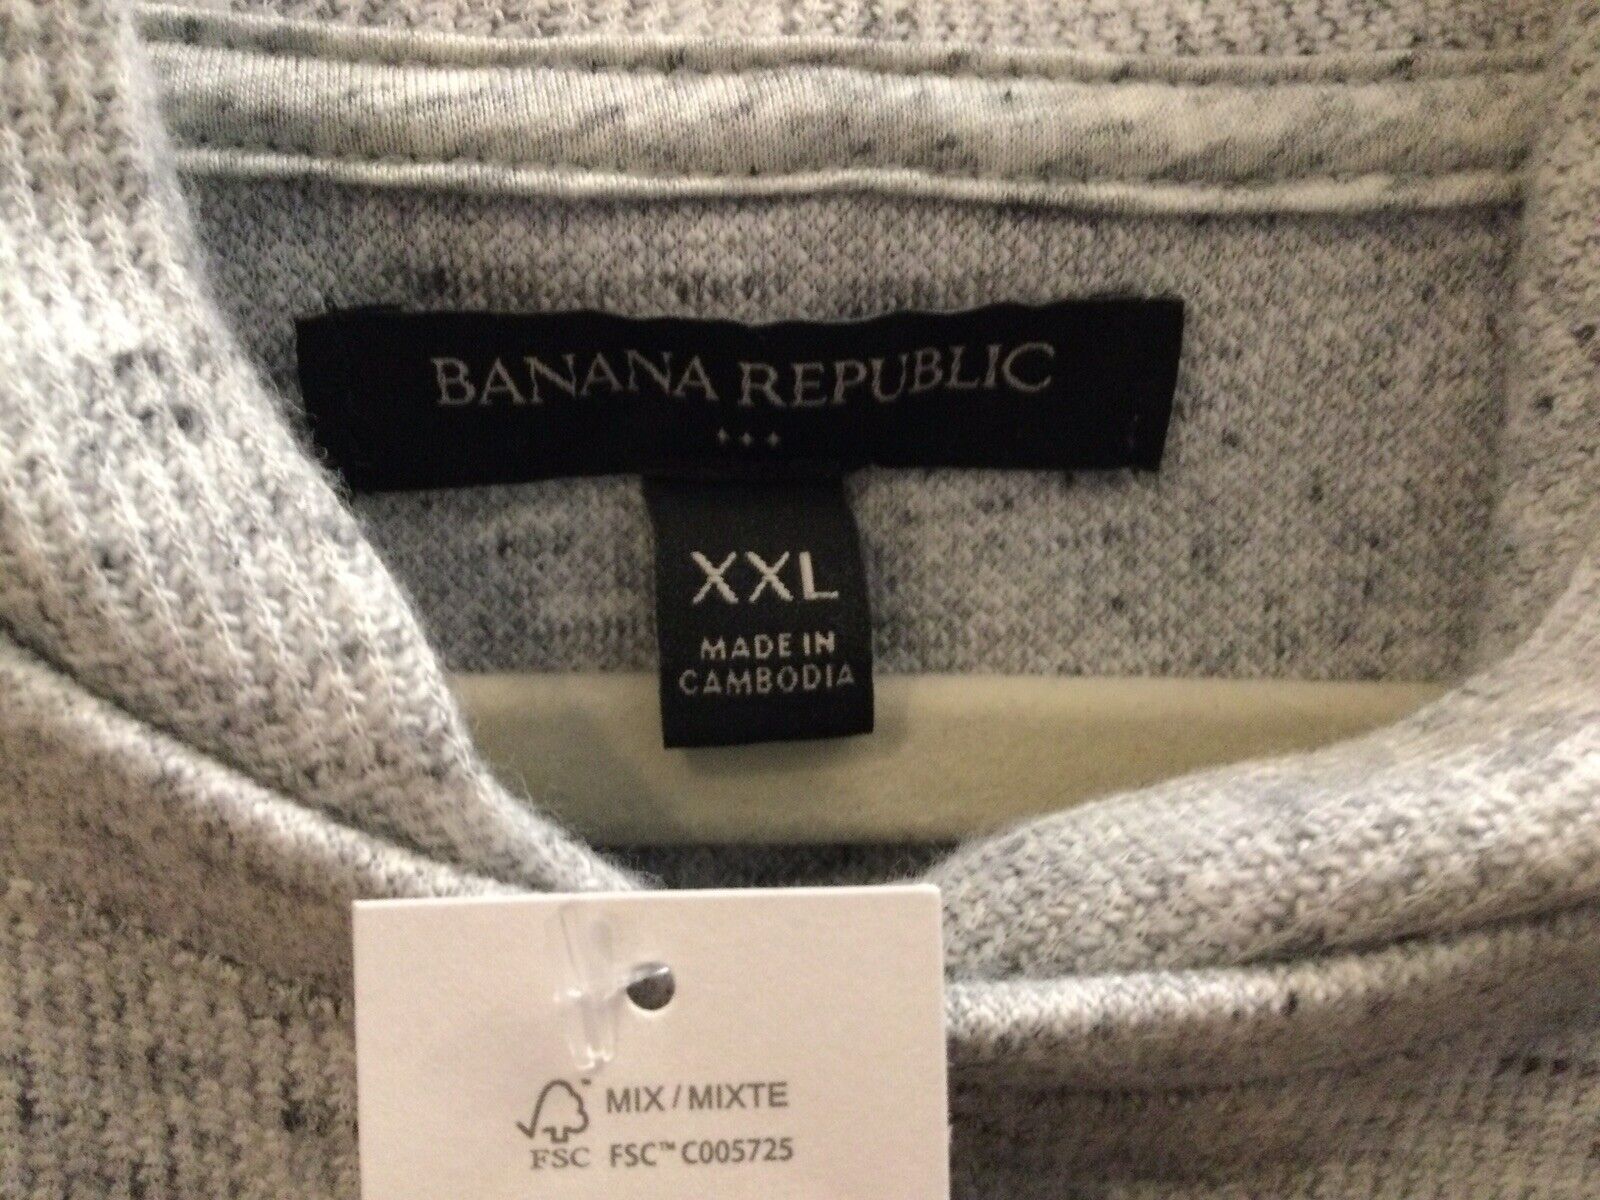 BANANA REPUBLIC
XXL
MADE IN
CAMBODIA
MIX / MIXTE
FSC
FSC™ C005725